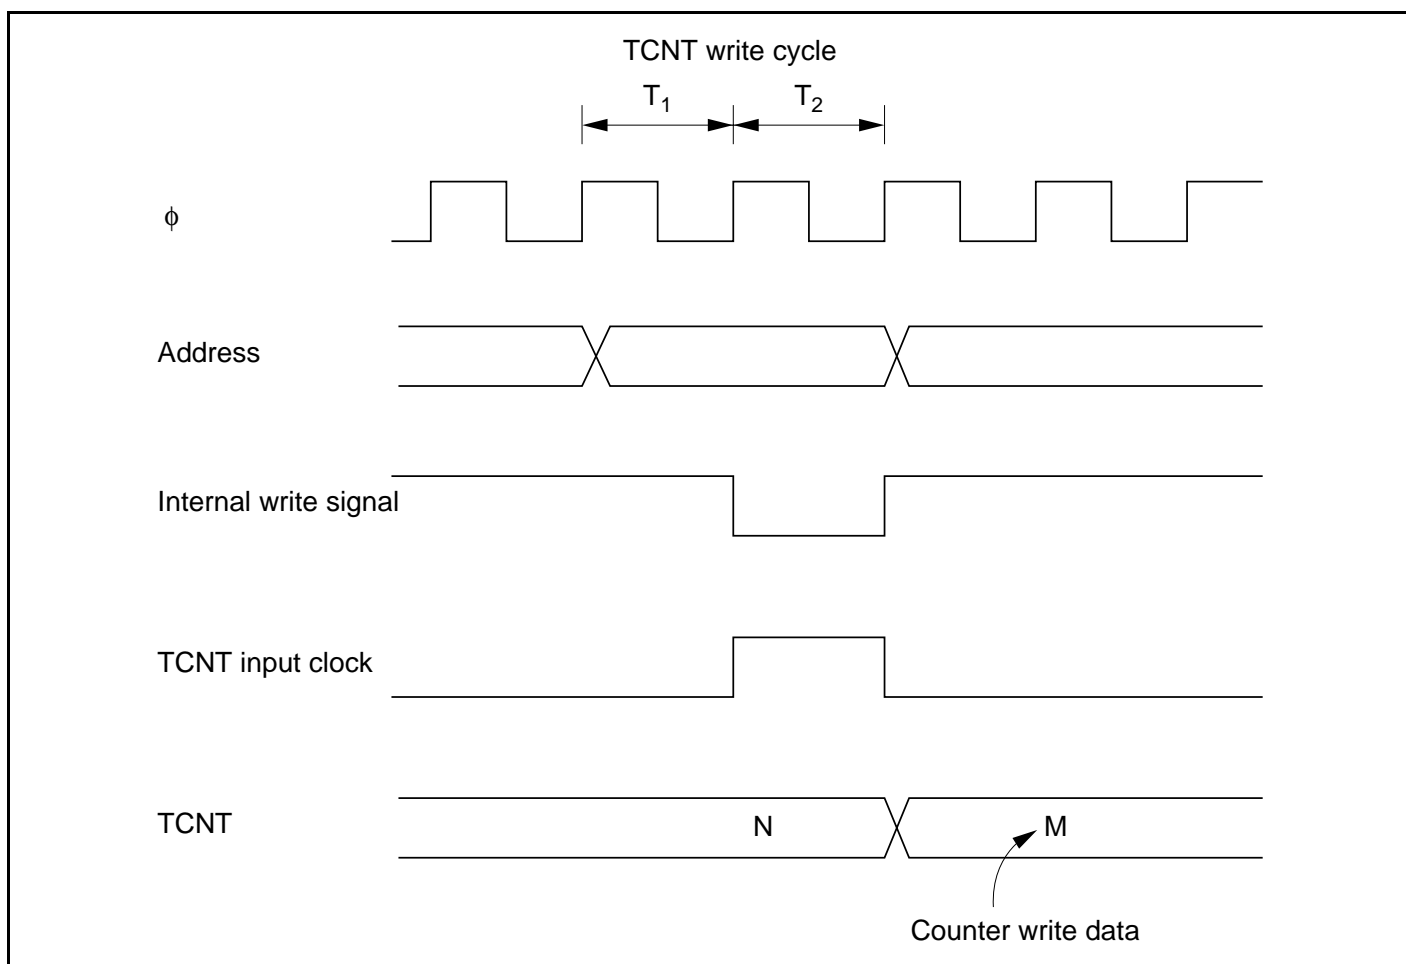 TCNT write cycle
T1 T2
ϕ
Address
Internal write signal
TCNT input clock
TCNT N M
Counter write data